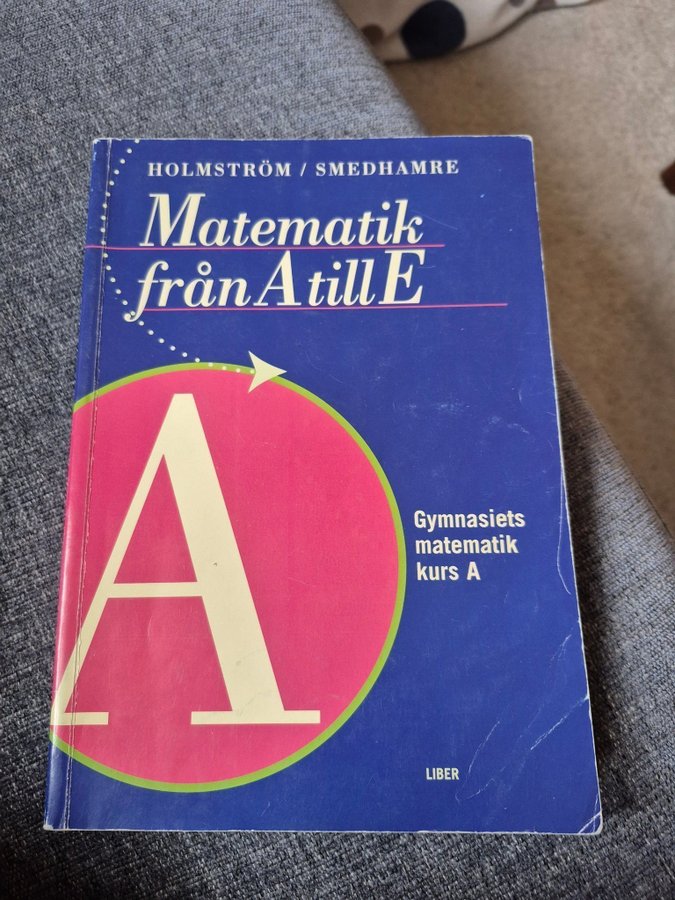 HOLMSTRÖM / SMEDHAMRE
Matematik
från A till E
A
Gymnasiets
matematik
kurs A
LIBER